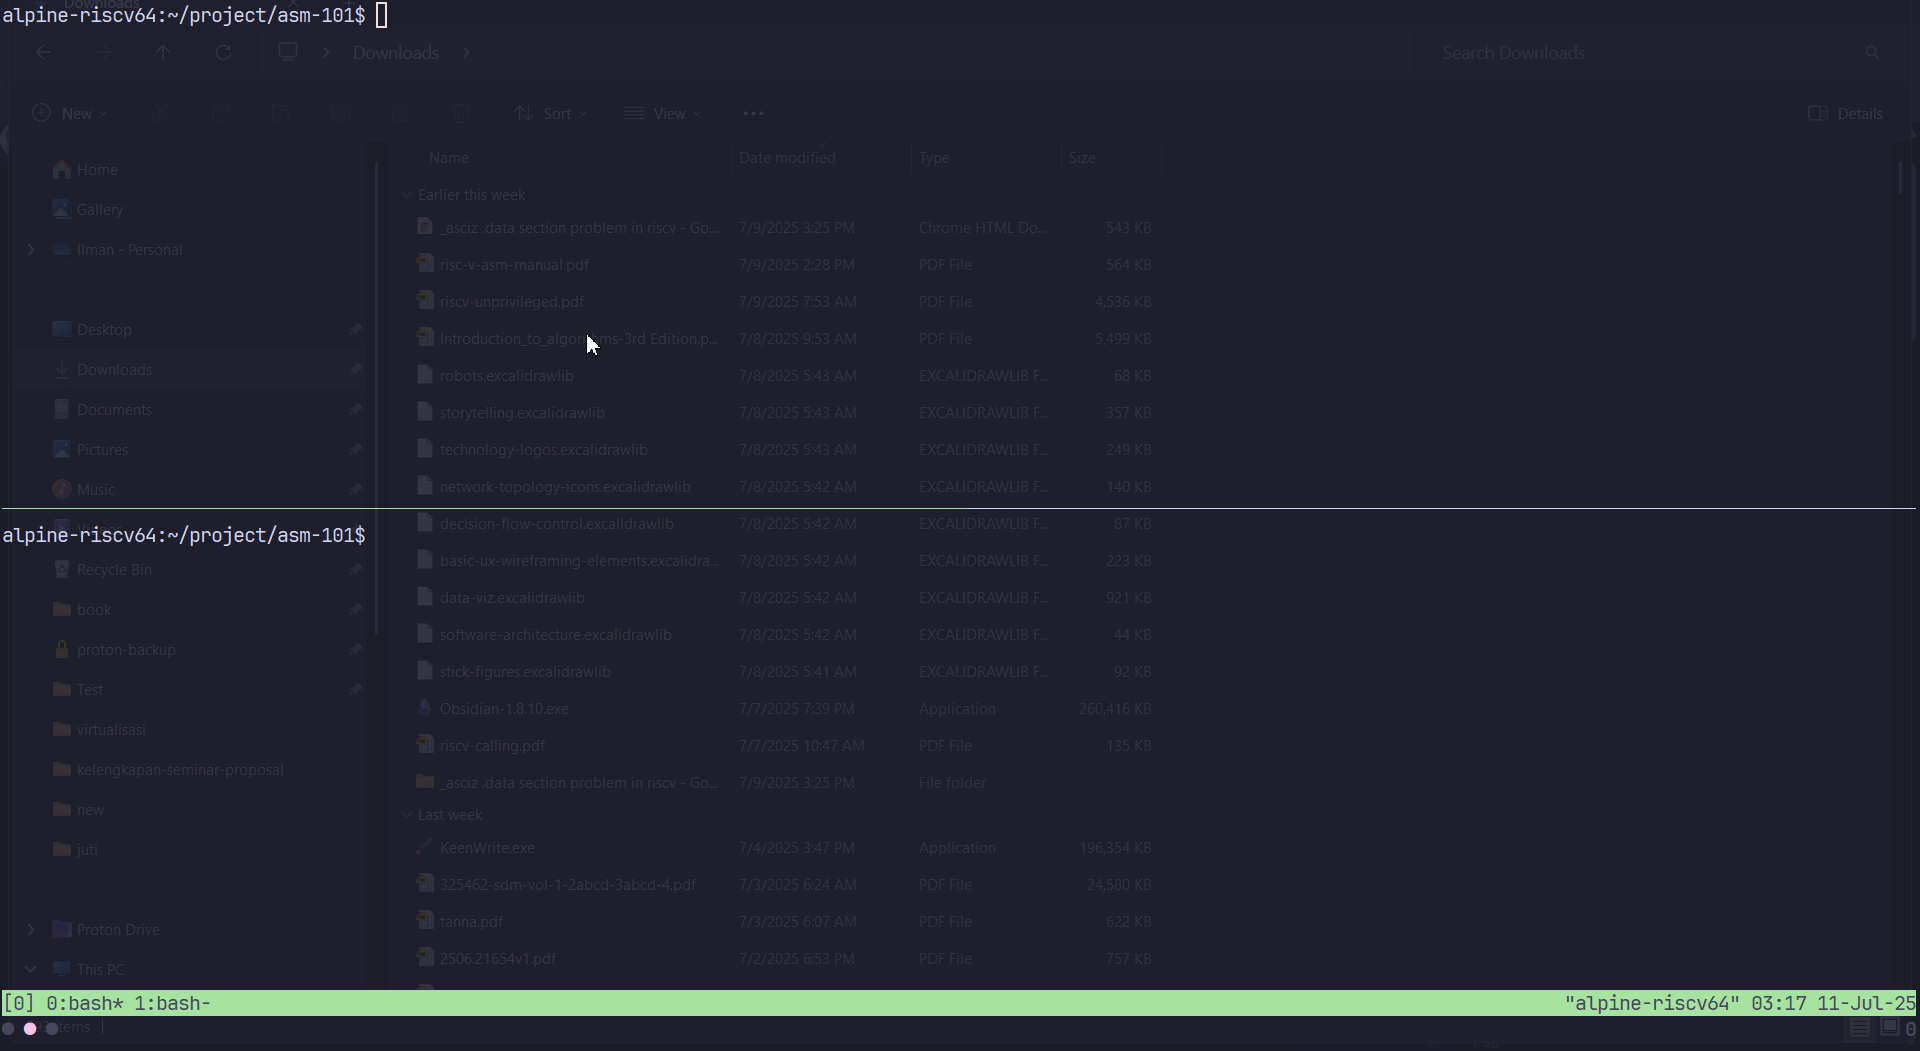 Downloads
alpine-riscv64:~/project/asm-101$
Downloads
Search Downloads
New
Sort
View
Details
Name Date modified Type Size
Home
Gallery
Ilman - Personal
Desktop
Downloads
Documents
Pictures
Music
Videos
alpine-riscv64:~/project/asm-101$
Recycle Bin
book
proton-backup
Test
virtualisasi
kelengkapan-seminar-proposal
new
juti
Proton Drive
This PC
Earlier this week
_asciz .data section problem in riscv - Go... 7/9/2025 3:25 PM Chrome HTML Do... 543 KB
risc-v-asm-manual.pdf 7/9/2025 2:28 PM PDF File 564 KB
riscv-unprivileged.pdf 7/9/2025 7:53 AM PDF File 4,536 KB
Introduction_to_algorithms-3rd Edition.p... 7/8/2025 9:53 AM PDF File 5,499 KB
robots.excalidrawlib 7/8/2025 5:43 AM EXCALIDRAWLIB F... 68 KB
storytelling.excalidrawlib 7/8/2025 5:43 AM EXCALIDRAWLIB F... 357 KB
technology-logos.excalidrawlib 7/8/2025 5:43 AM EXCALIDRAWLIB F... 249 KB
network-topology-icons.excalidrawlib 7/8/2025 5:42 AM EXCALIDRAWLIB F... 140 KB
decision-flow-control.excalidrawlib 7/8/2025 5:42 AM EXCALIDRAWLIB F... 87 KB
basic-ux-wireframing-elements.excalidra... 7/8/2025 5:42 AM EXCALIDRAWLIB F... 223 KB
data-viz.excalidrawlib 7/8/2025 5:42 AM EXCALIDRAWLIB F... 921 KB
software-architecture.excalidrawlib 7/8/2025 5:42 AM EXCALIDRAWLIB F... 44 KB
stick-figures.excalidrawlib 7/8/2025 5:41 AM EXCALIDRAWLIB F... 92 KB
Obsidian-1.8.10.exe 7/7/2025 7:39 PM Application 260,416 KB
riscv-calling.pdf 7/7/2025 10:47 AM PDF File 135 KB
_asciz .data section problem in riscv - Go... 7/9/2025 3:25 PM File folder
Last week
KeenWrite.exe 7/4/2025 3:47 PM Application 196,354 KB
325462-sdm-vol-1-2abcd-3abcd-4.pdf 7/3/2025 6:24 AM PDF File 24,580 KB
tanna.pdf 7/3/2025 6:07 AM PDF File 622 KB
2506.21654v1.pdf 7/2/2025 6:53 PM PDF File 757 KB
[0] 0:bash* 1:bash- "alpine-riscv64" 03:17 11-Jul-25
items
0